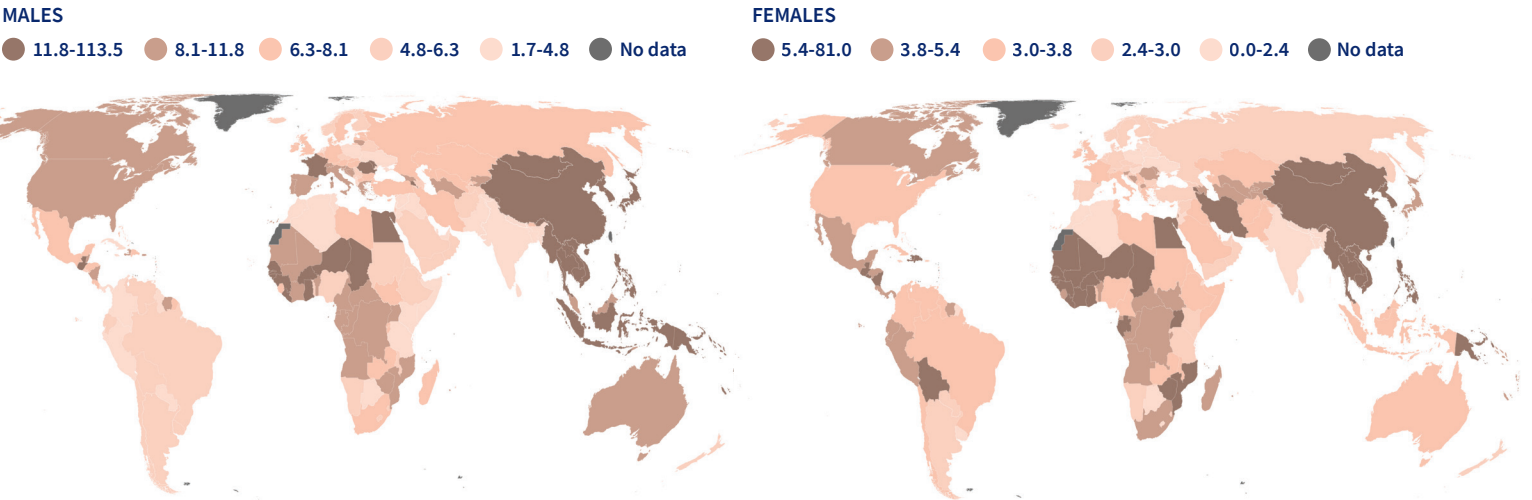 MALES
11.8-113.5 8.1-11.8 6.3-8.1 4.8-6.3 1.7-4.8 No data
FEMALES
5.4-81.0 3.8-5.4 3.0-3.8 2.4-3.0 0.0-2.4 No data